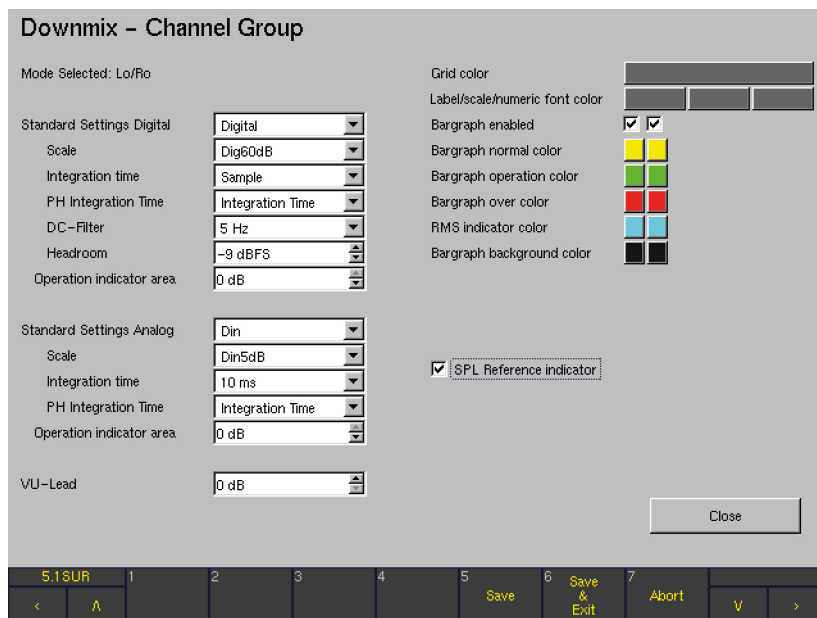 Downmix – Channel Group
Mode Selected: Lo/Ro
Standard Settings Digital Digital
Scale Dig60dB
Integration time Sample
PH Integration Time Integration Time
DC-Filter 5 Hz
Headroom -9 dBFS
Operation indicator area 0 dB
Standard Settings Analog Din
Scale Din5dB
Integration time 10 ms
PH Integration Time Integration Time
Operation indicator area 0 dB
VU-Lead 0 dB
Grid color
Label/scale/numeric font color
Bargraph enabled
Bargraph normal color
Bargraph operation color
Bargraph over color
RMS indicator color
Bargraph background color
SPL Reference indicator
Close
5.1SUR
< Λ
1
2
3
4
5 Save
6 Save
&
Exit
7 Abort
V >